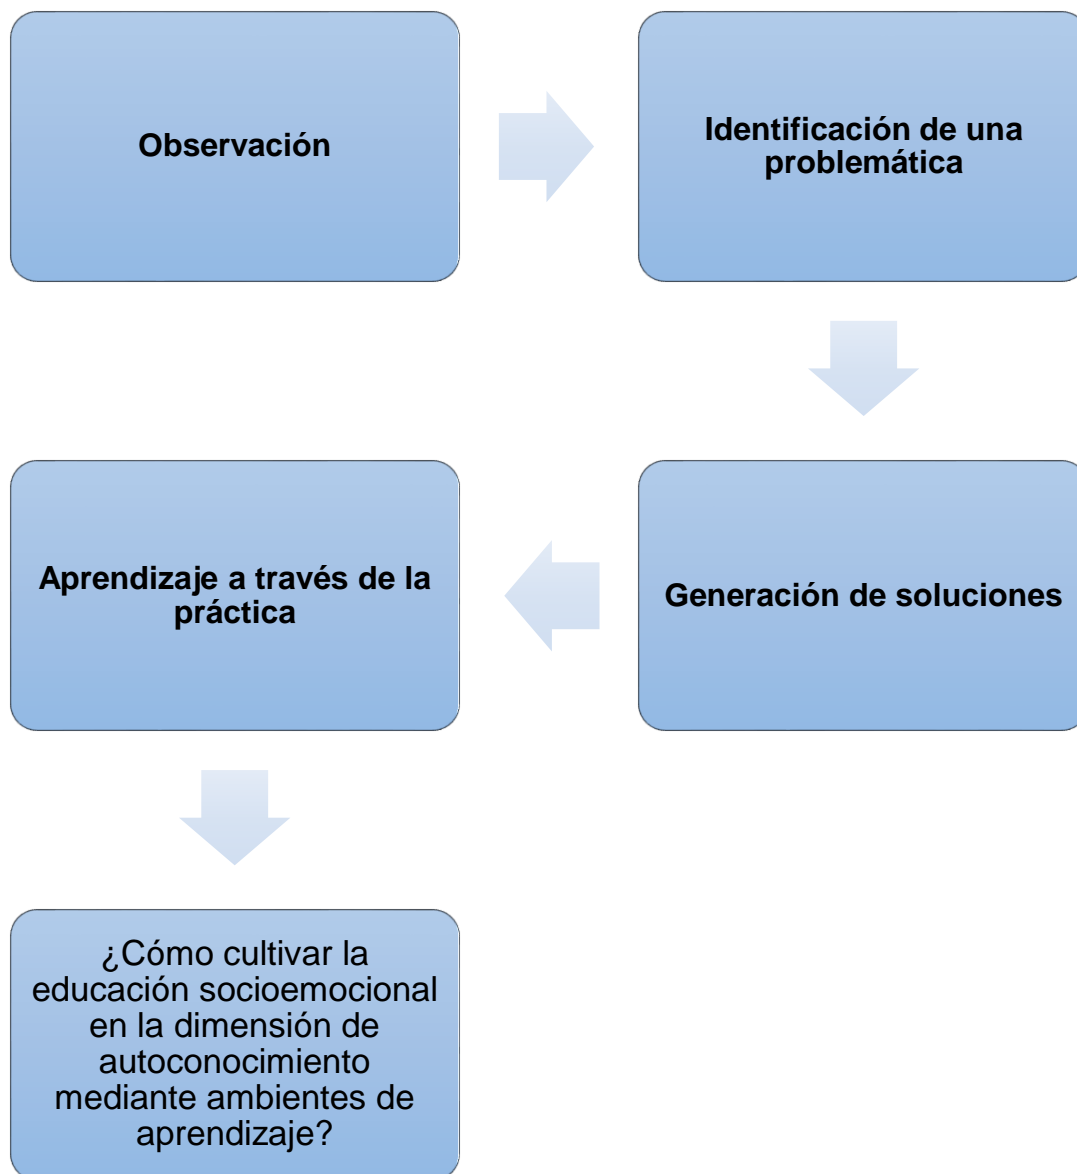 Observación
Identificación de una
problemática
Generación de soluciones
Aprendizaje a través de la
práctica
¿Cómo cultivar la
educación socioemocional
en la dimensión de
autoconocimiento
mediante ambientes de
aprendizaje?